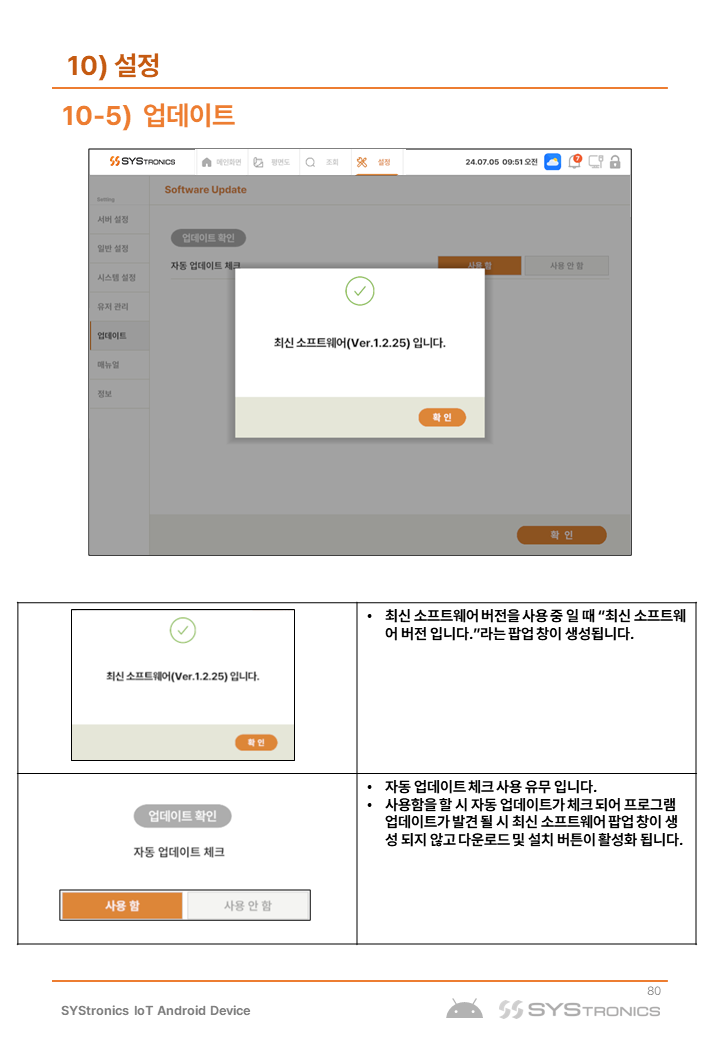 10) 설정
10-5) 업데이트
SYSTRONICS
메인화면
평면도
조회
설정
24.07.05 09:51 오전
7
Setting
Software Update
서버 설정
일반 설정
시스템 설정
유저 관리
업데이트
메뉴얼
정보
업데이트 확인
자동 업데이트 체크
사용 함
사용 안 함
최신 소프트웨어(Ver.1.2.25) 입니다.
확 인
확 인
최신 소프트웨어(Ver.1.2.25) 입니다.
확 인
• 최신 소프트웨어 버전을 사용 중 일 때 “최신 소프트웨
어 버전 입니다.”라는 팝업 창이 생성됩니다.
업데이트 확인
자동 업데이트 체크
사용 함
사용 안 함
• 자동 업데이트 체크 사용 유무 입니다.
• 사용함을 할 시 자동 업데이트가 체크 되어 프로그램
업데이트가 발견 될 시 최신 소프트웨어 팝업 창이 생
성 되지 않고 다운로드 및 설치 버튼이 활성화 됩니다.
80
SYStronics IoT Android Device
SYSTRONICS